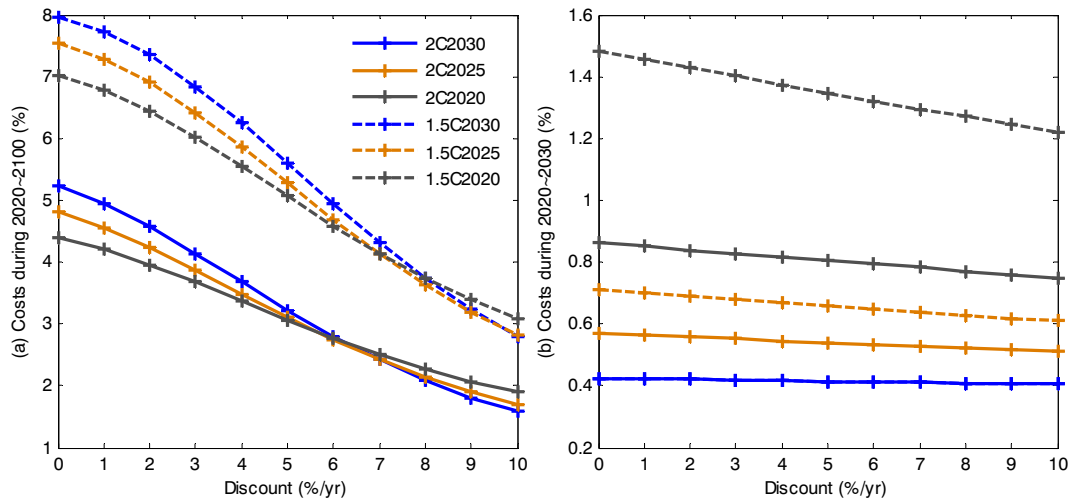 (a) Costs during 2020–2100 (%)
8
7
6
5
4
3
2
1
0 1 2 3 4 5 6 7 8 9 10
Discount (%/yr)
2C2030
2C2025
2C2020
1.5C2030
1.5C2025
1.5C2020
(b) Costs during 2020–2030 (%)
1.6
1.4
1.2
1
0.8
0.6
0.4
0.2
0 1 2 3 4 5 6 7 8 9 10
Discount (%/yr)